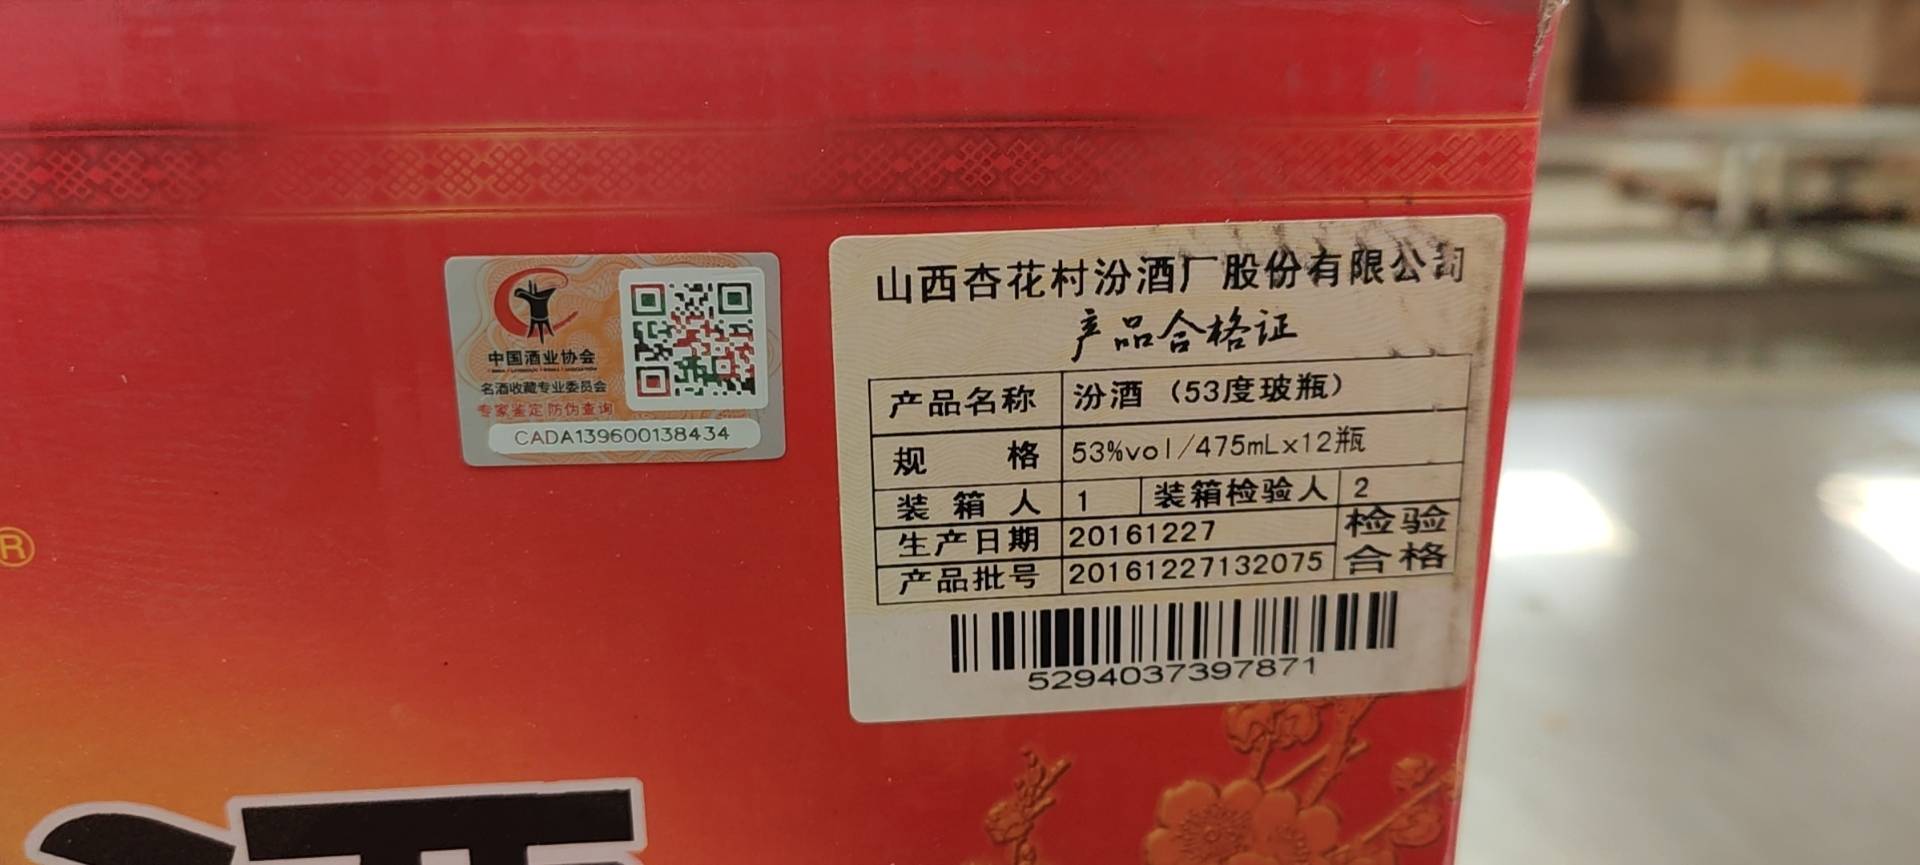 中国酒业协会
名酒收藏专业委员会
专家鉴定 防伪查询
CADA139600138434
山西杏花村汾酒厂股份有限公司
产品合格证
产品名称 汾酒（53度玻瓶）
规 格 53%vol/475mLx12瓶
装箱人 1 装箱检验人 2
生产日期 20161227 检验
产品批号 20161227132075 合格
5294037397871
®